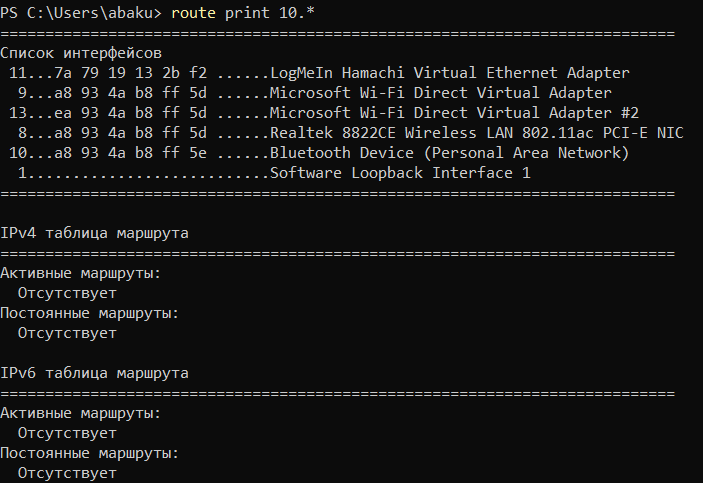 PS C:\Users\abaku> route print 10.*
===========================================================================
Список интерфейсов
 11...7a 79 19 13 2b f2 ......LogMeIn Hamachi Virtual Ethernet Adapter
  9...a8 93 4a b8 ff 5d ......Microsoft Wi-Fi Direct Virtual Adapter
 13...ea 93 4a b8 ff 5d ......Microsoft Wi-Fi Direct Virtual Adapter #2
  8...a8 93 4a b8 ff 5d ......Realtek 8822CE Wireless LAN 802.11ac PCI-E NIC
 10...a8 93 4a b8 ff 5e ......Bluetooth Device (Personal Area Network)
  1...........................Software Loopback Interface 1
===========================================================================

IPv4 таблица маршрута
===========================================================================
Активные маршруты:
  Отсутствует
Постоянные маршруты:
  Отсутствует

IPv6 таблица маршрута
===========================================================================
Активные маршруты:
  Отсутствует
Постоянные маршруты:
  Отсутствует